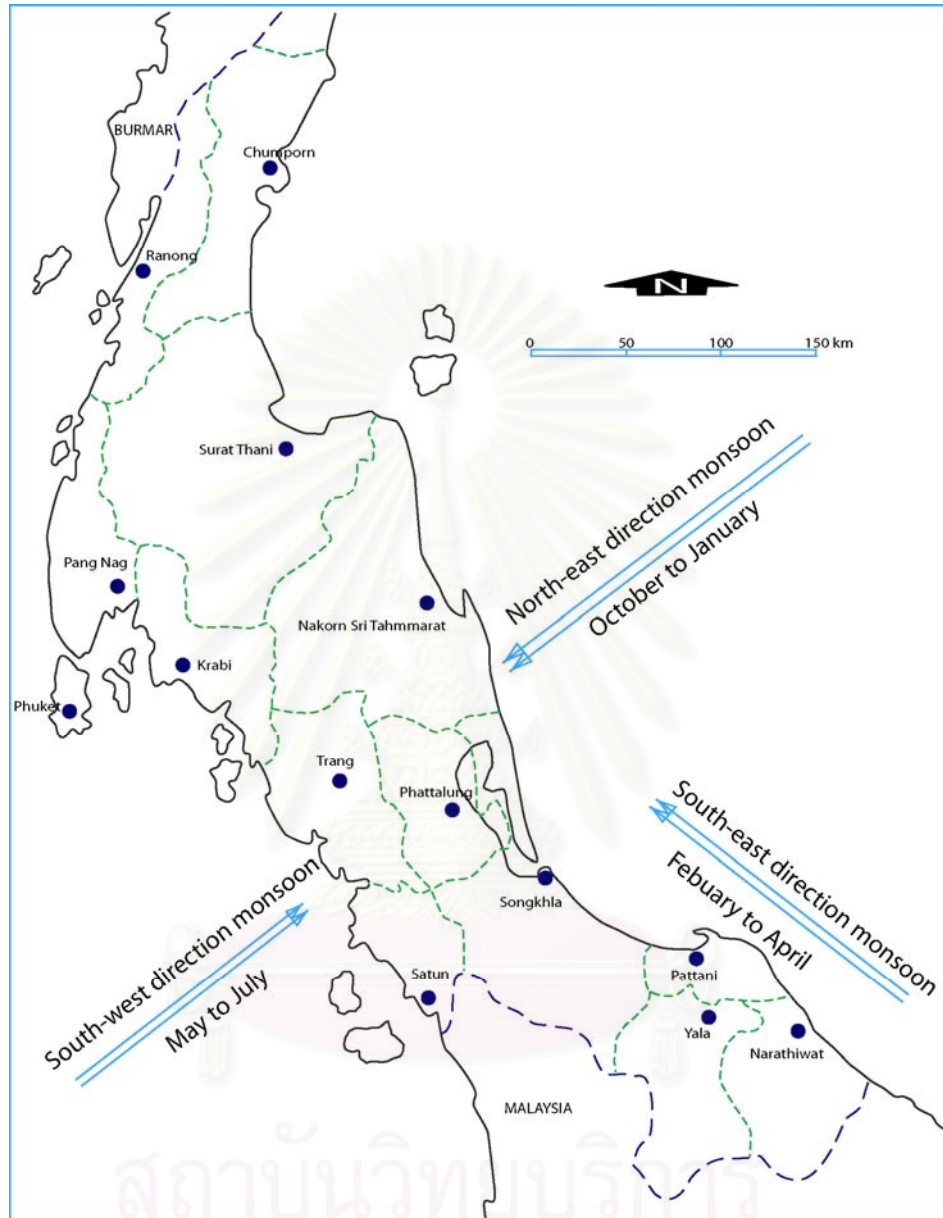 BURMAR
Chumporn
Ranong
N
0 50 100 150 km
Surat Thani
North-east direction monsoon
October to January
Pang Nag
Nakorn Sri Tahmmarat
Krabi
Phuket
Trang
Phattalung
South-east direction monsoon
Febuary to April
Songkhla
South-west direction monsoon
May to July
Pattani
Satun
Yala
Narathiwat
MALAYSIA
สถาบันวิทยบริการ